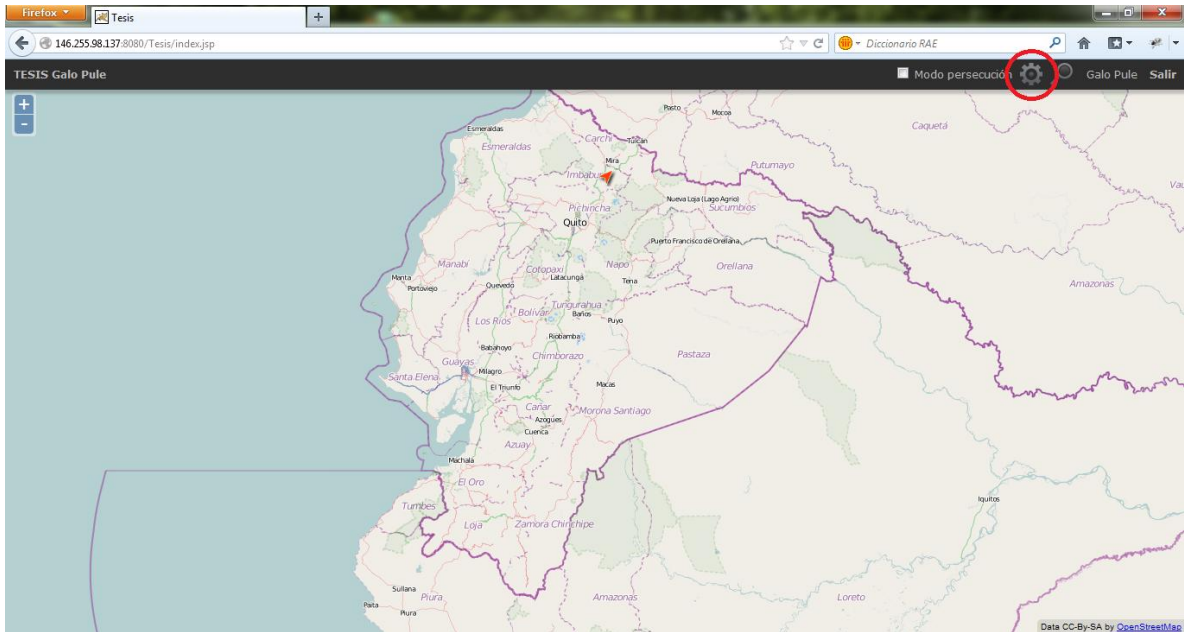 Firefox
Tesis
+
146.255.98.137:8080/Tesis/index.jsp
Diccionario RAE
TESIS Galo Pule
Modo persecución
Galo Pule
Salir
+
-
Pasto
Mocoa
Caquetá
Esmeraldas
Carchi
Tulcan
Esmeraldas
Mira
Putumayo
Imbabura
Nueva Loja (Lago Agrio)
Pichincha
Sucumbíos
Quito
Puerto Francisco de Orellana
Manabí
Cotopaxi
Napo
Orellana
Manta
Latacunga
Tena
Amazonas
Portoviejo
Quevedo
Tungurahua
Bolívar
Baños
Los Ríos
Puyo
Riobamba
Babahoyo
Chimborazo
Pastaza
Guayas
Milagro
Santa Elena
El Triunfo
Macas
Cañar
Morona Santiago
Azogues
Cuenca
Azuay
Machala
El Oro
Iquitos
Tumbes
Loja
Zamora Chinchipe
Sullana
Piura
Amazonas
Loreto
Paita
Piura
Data CC-By-SA by OpenStreetMap